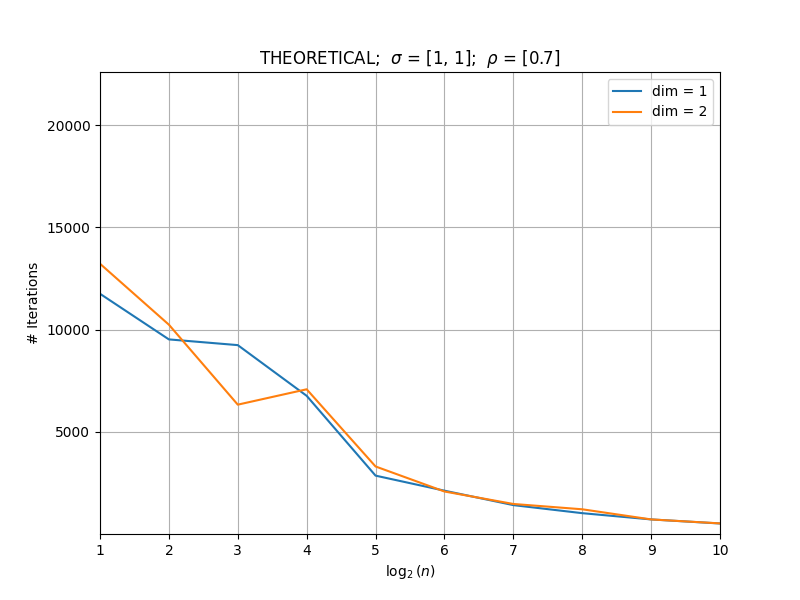 THEORETICAL; σ = [1, 1]; ρ = [0.7]
dim = 1
dim = 2
20000
15000
10000
5000
# Iterations
1 2 3 4 5 6 7 8 9 10
log₂(n)